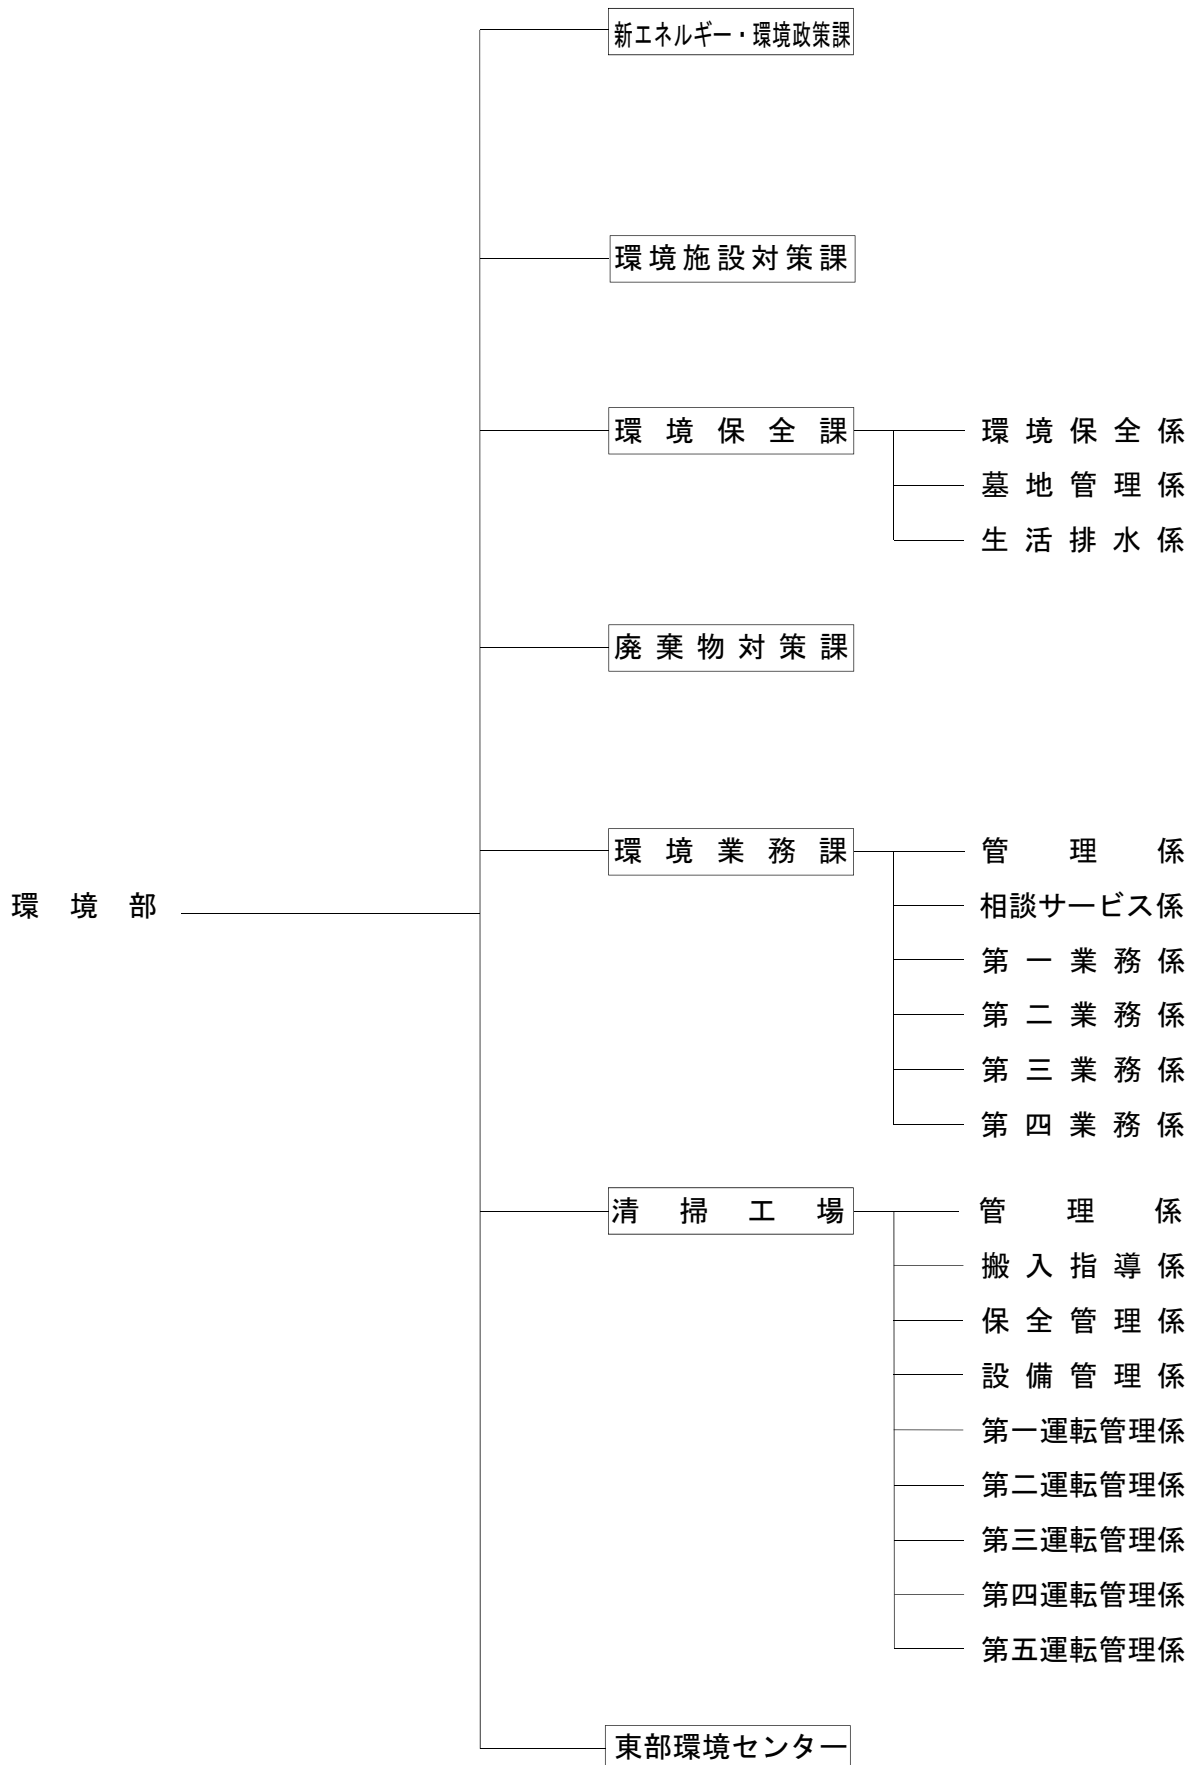 新エネルギー・環境政策課
環境施設対策課
環境保全課
環境保全係
墓地管理係
生活排水係
廃棄物対策課
環境業務課
管理係
相談サービス係
環境部
第一業務係
第二業務係
第三業務係
第四業務係
清掃工場
管理係
搬入指導係
保全管理係
設備管理係
第一運転管理係
第二運転管理係
第三運転管理係
第四運転管理係
第五運転管理係
東部環境センター